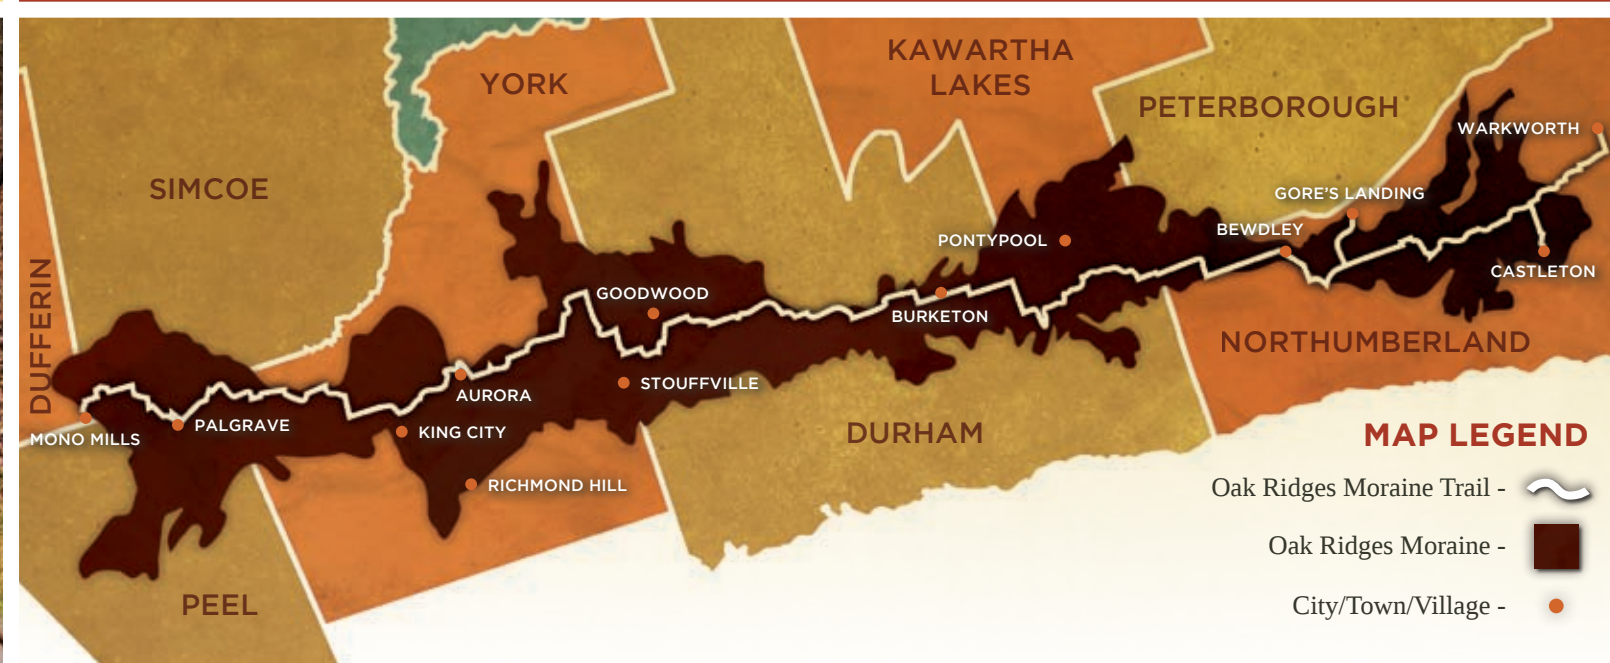 KAWARTHA
LAKES
YORK
PETERBOROUGH
WARKWORTH
SIMCOE
GORE'S LANDING
BEWDLEY
PONTYPOOL
CASTLETON
DUFFERIN
GOODWOOD
BURKETON
NORTHUMBERLAND
STOUFFVILLE
AURORA
PALGRAVE
KING CITY
MONO MILLS
DURHAM
RICHMOND HILL
PEEL
MAP LEGEND
Oak Ridges Moraine Trail -
Oak Ridges Moraine -
City/Town/Village -